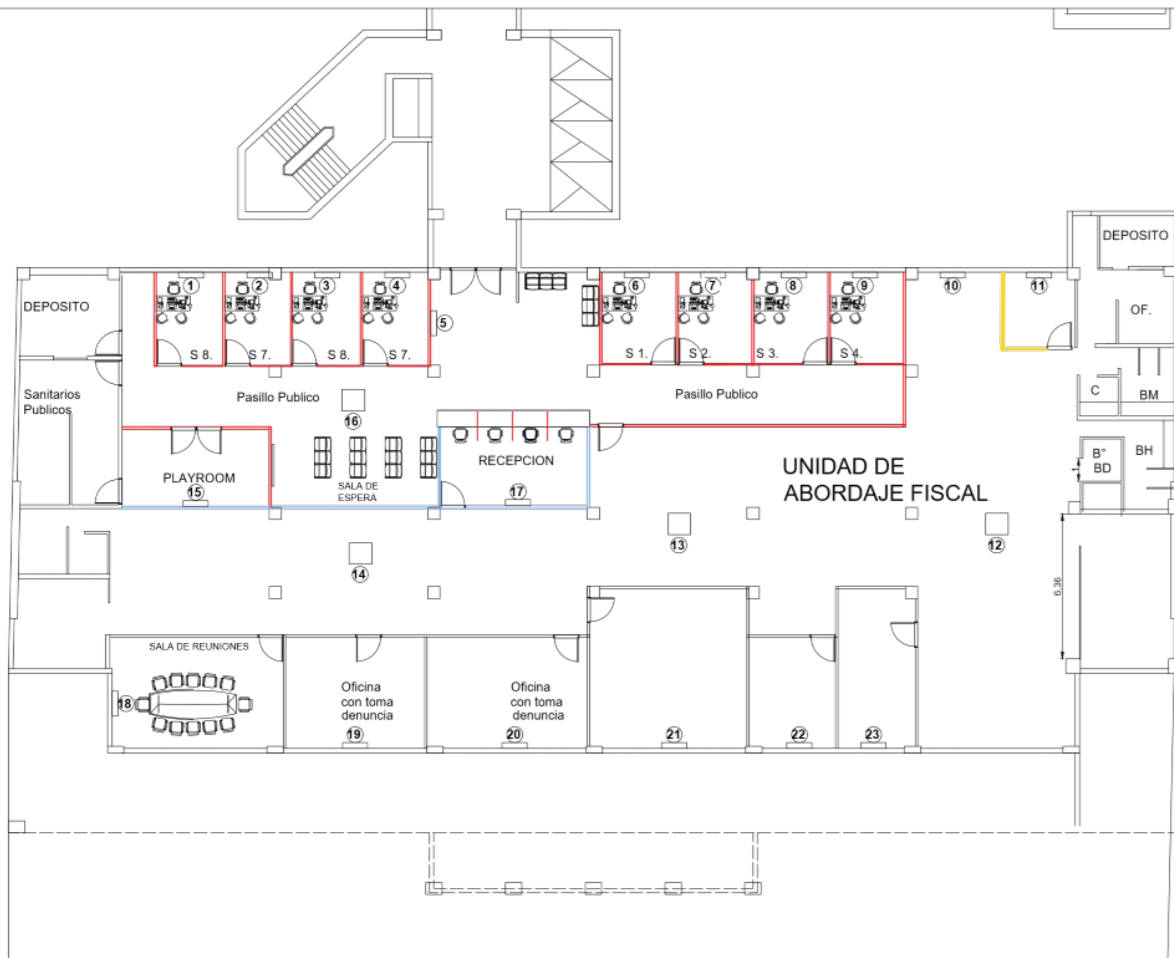 DEPOSITO
DEPOSITO
1
2
3
4
6
7
8
9
10
11
OF.
5
S 8.
S 7.
S 8.
S 7.
S 1.
S 2.
S 3.
S 4.
Sanitarios
Publicos
Pasillo Publico
Pasillo Publico
C
BM
16
PLAYROOM
15
SALA DE
ESPERA
RECEPCION
17
UNIDAD DE
ABORDAJE FISCAL
B°
BD
1
BH
14
13
12
6.36
SALA DE REUNIONES
18
Oficina
con toma
denuncia
19
Oficina
con toma
denuncia
20
21
22
23